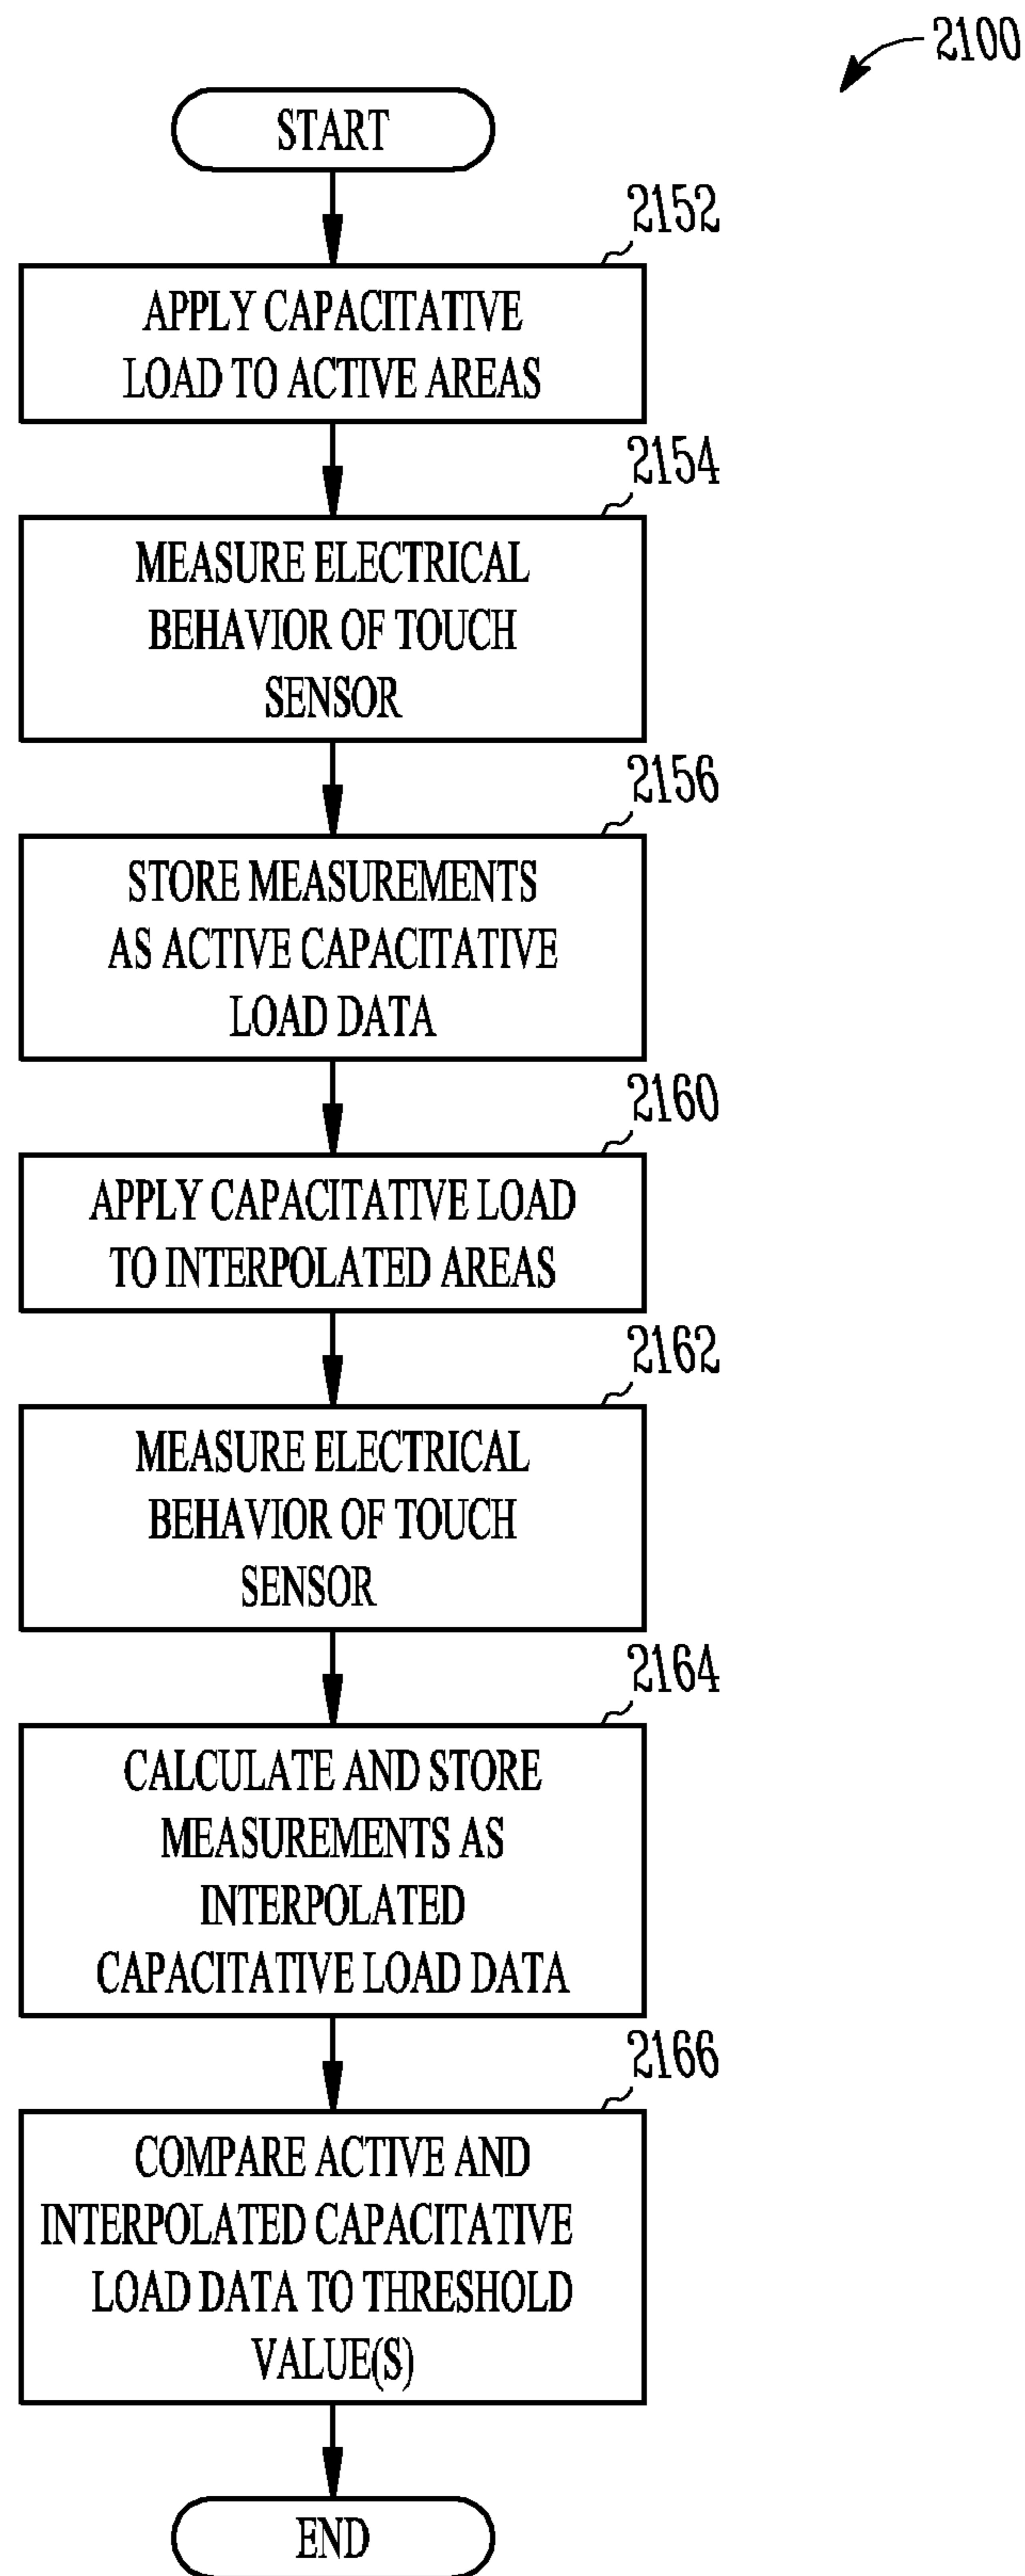 2100
START
2152
APPLY CAPACITATIVE
LOAD TO ACTIVE AREAS
2154
MEASURE ELECTRICAL
BEHAVIOR OF TOUCH
SENSOR
2156
STORE MEASUREMENTS
AS ACTIVE CAPACITATIVE
LOAD DATA
2160
APPLY CAPACITATIVE LOAD
TO INTERPOLATED AREAS
2162
MEASURE ELECTRICAL
BEHAVIOR OF TOUCH
SENSOR
2164
CALCULATE AND STORE
MEASUREMENTS AS
INTERPOLATED
CAPACITATIVE LOAD DATA
2166
COMPARE ACTIVE AND
INTERPOLATED CAPACITATIVE
LOAD DATA TO THRESHOLD
VALUE(S)
END